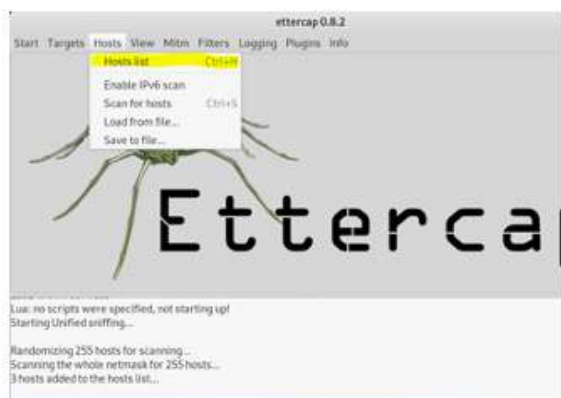 ettercap 0.8.2
Start Targets Hosts View Mitm Filters Logging Plugins Info
Hosts list Ctrl+H
Enable IPv6 scan
Scan for hosts Ctrl+S
Load from file...
Save to file...
Etterca
Lua: no scripts were specified, not starting up!
Starting Unified sniffing...
Randomizing 255 hosts for scanning...
Scanning the whole netmask for 255 hosts...
3 hosts added to the hosts list...